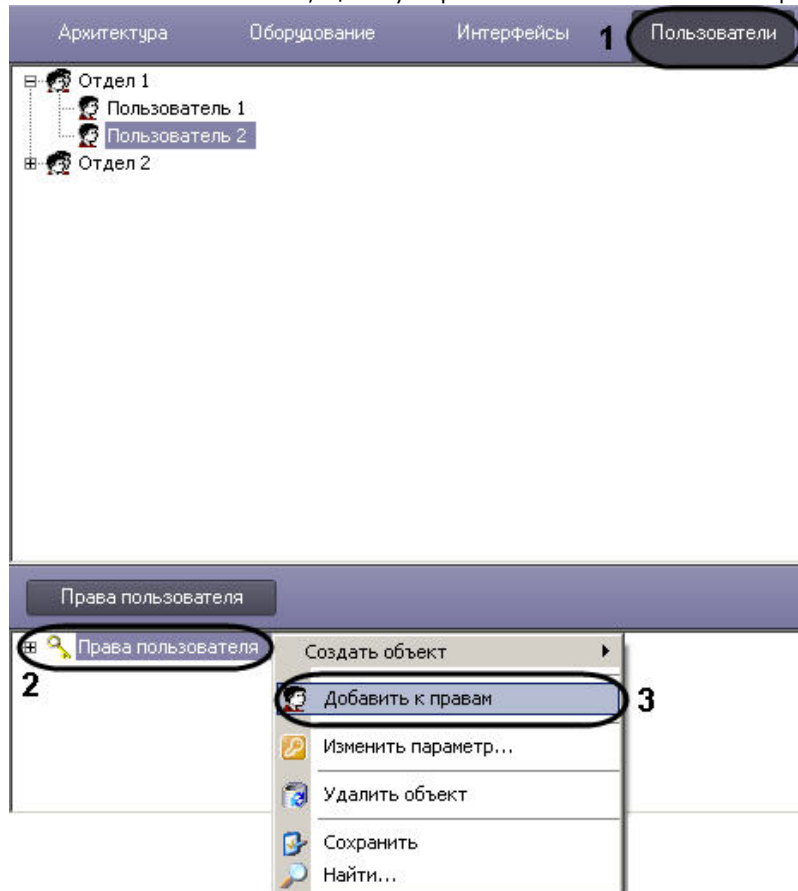 Архитектура Оборудование Интерфейсы 1 Пользователи
Отдел 1
Пользователь 1
Пользователь 2
Отдел 2
Права пользователя
Права пользователя
2
Создать объект
Добавить к правам 3
Изменить параметр...
Удалить объект
Сохранить
Найти...